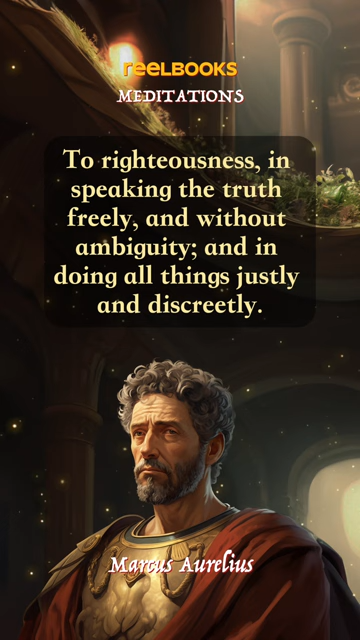 reelbooks
MEDITATIONS
To righteousness, in
speaking the truth
freely, and without
ambiguity; and in
doing all things justly
and discreetly.
Marcus Aurelius